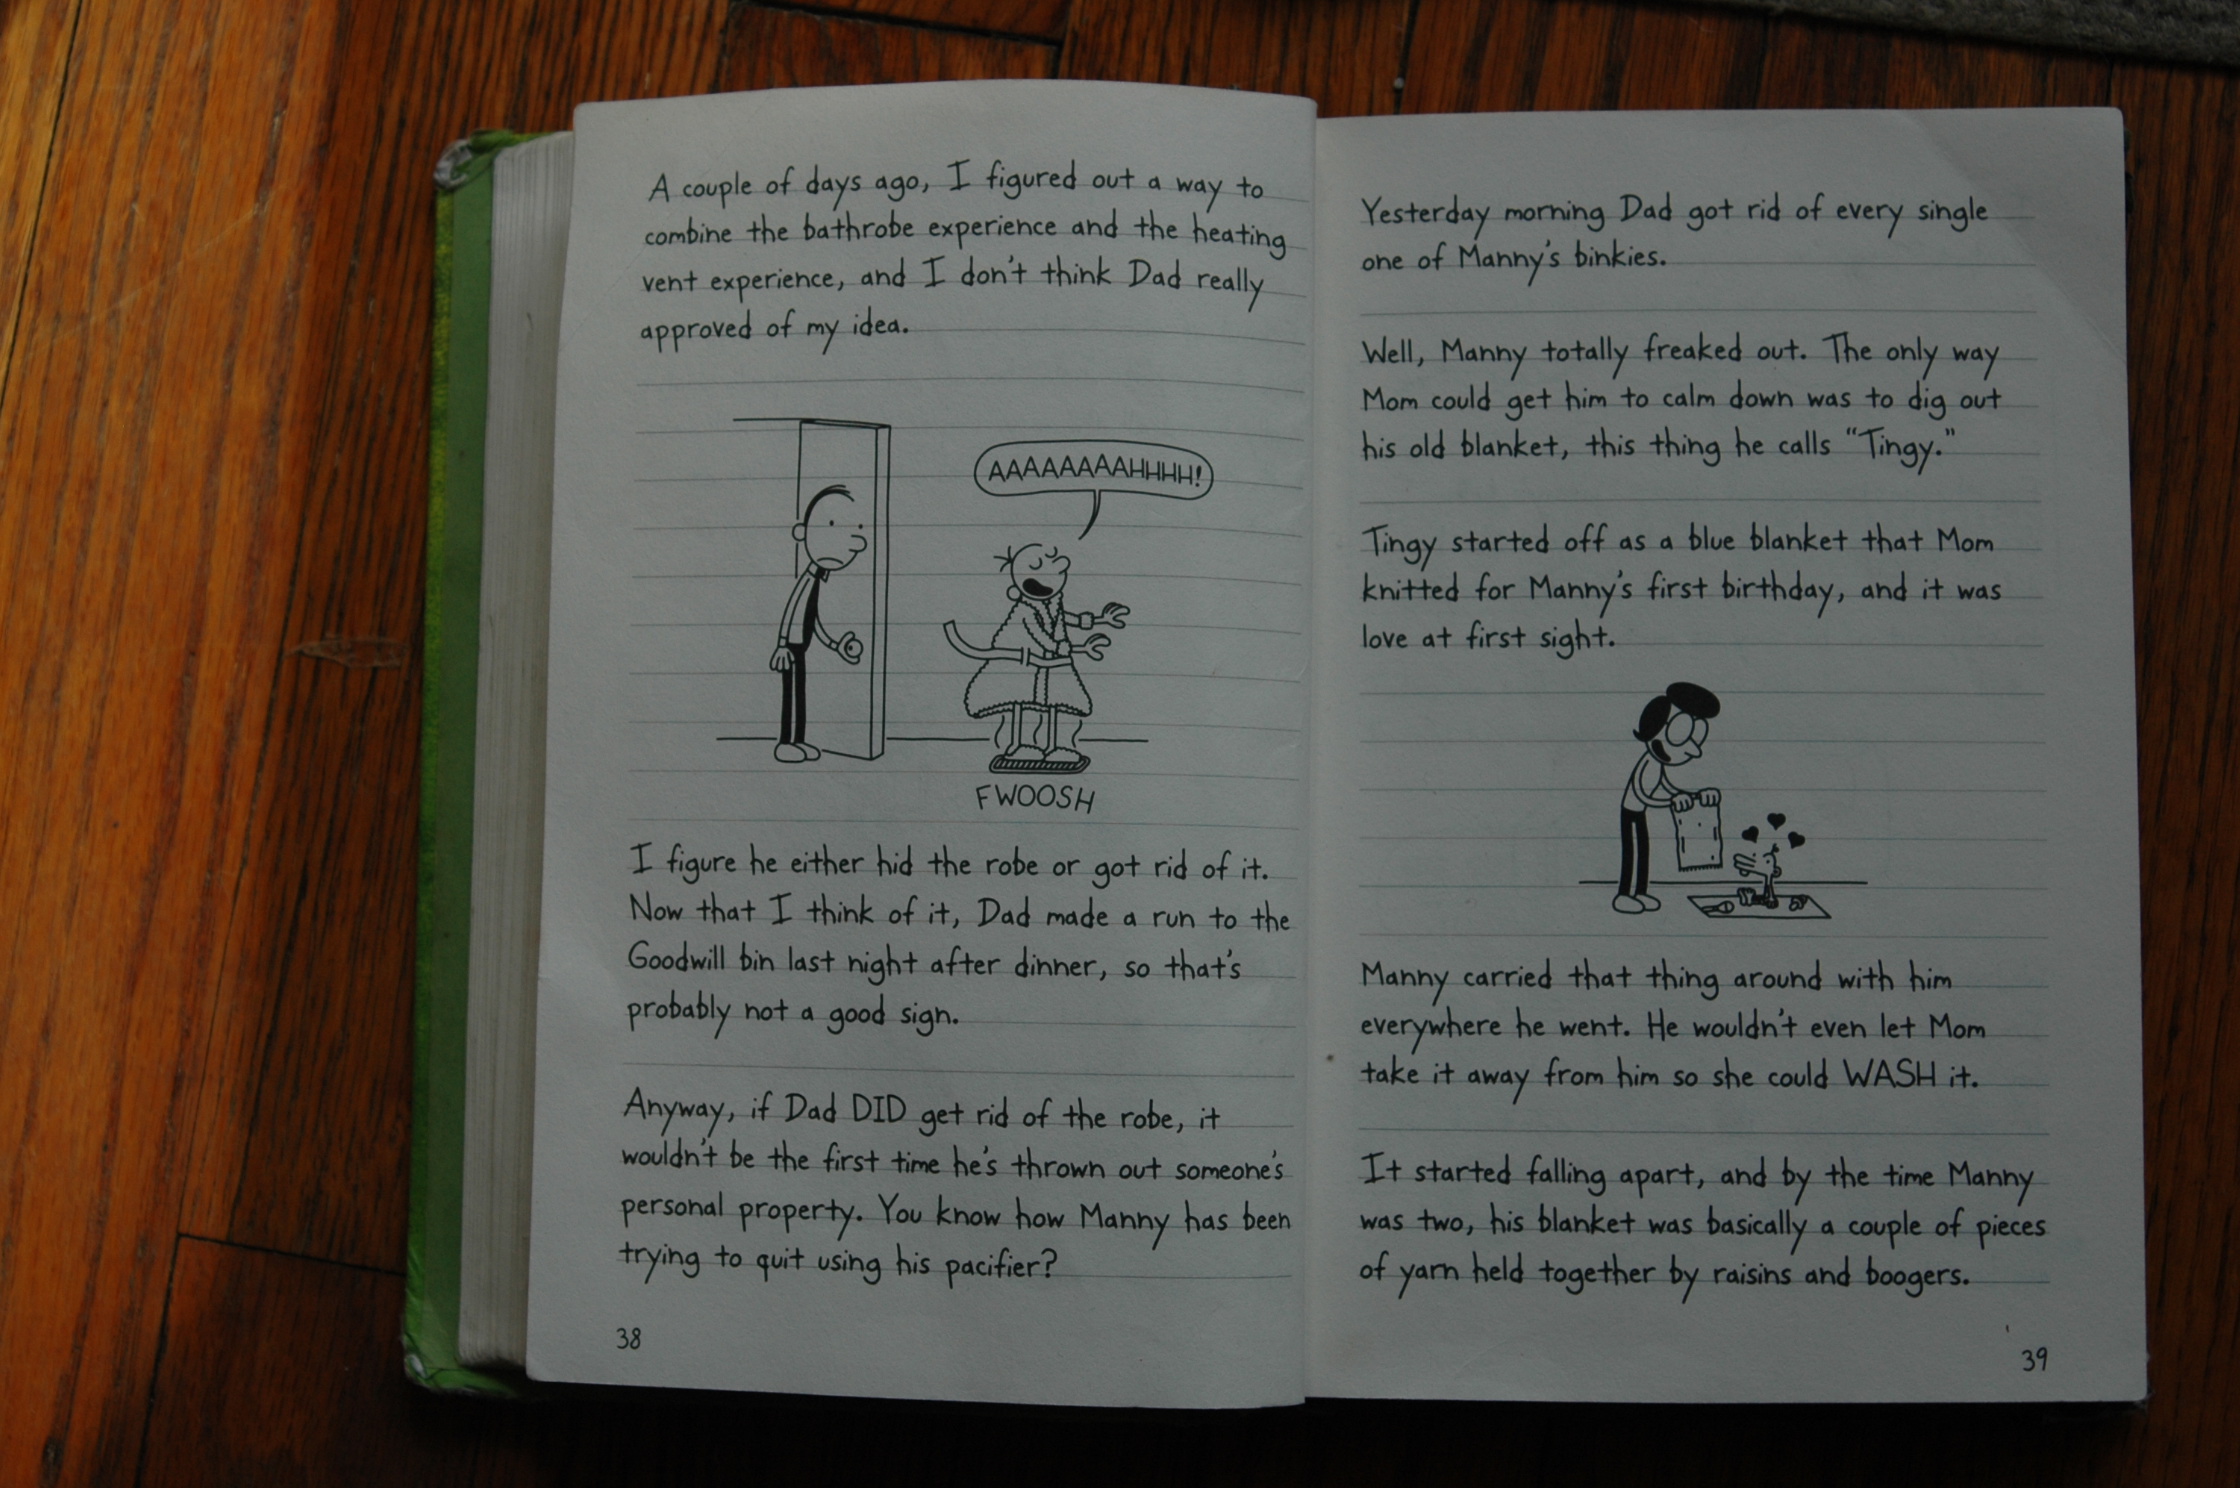 A couple of days ago, I figured out a way to
combine the bathrobe experience and the heating
vent experience, and I don't think Dad really
approved of my idea.
AAAAAAAAHHHH!
FWOOSH
I figure he either hid the robe or got rid of it.
Now that I think of it, Dad made a run to the
Goodwill bin last night after dinner, so that's
probably not a good sign.
Anyway, if Dad DID get rid of the robe, it
wouldn't be the first time he's thrown out someone's
personal property. You know how Manny has been
trying to quit using his pacifier?
38
Yesterday morning Dad got rid of every single
one of Manny's binkies.
Well, Manny totally freaked out. The only way
Mom could get him to calm down was to dig out
his old blanket, this thing he calls "Tingy."
Tingy started off as a blue blanket that Mom
knitted for Manny's first birthday, and it was
love at first sight.
Manny carried that thing around with him
everywhere he went. He wouldn't even let Mom
take it away from him so she could WASH it.
It started falling apart, and by the time Manny
was two, his blanket was basically a couple of pieces
of yarn held together by raisins and boogers.
39